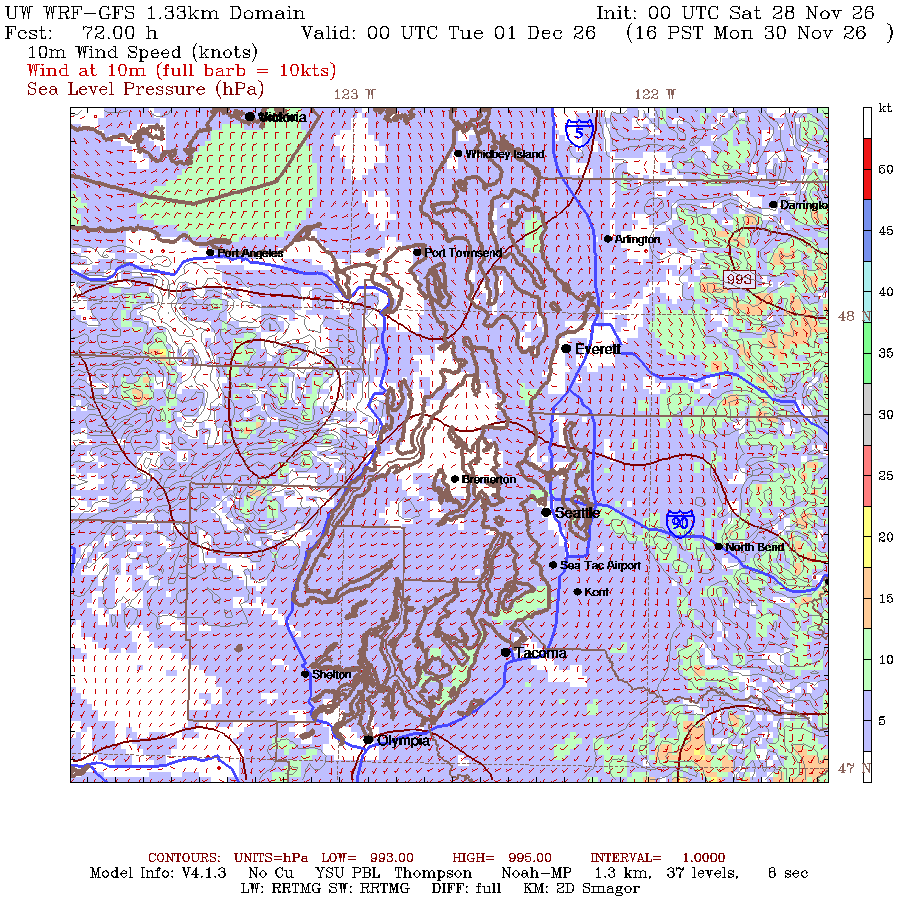 UW WRF-GFS 1.33km Domain Init: 00 UTC Sat 28 Nov 26
Fcst: 72.00 h Valid: 00 UTC Tue 01 Dec 26 (16 PST Mon 30 Nov 26 )
10m Wind Speed (knots)
Wind at 10m (full barb = 10kts)
Sea Level Pressure (hPa)
123 W 122 W
kt
Victoria
5
Whidbey Island
60
Darringto
Arlington
45
Port Angeles Port Townsend
993
40
48 N
Everett
35
30
Bremerton
25
Seattle
90
20
North Bend
Sea Tac Airport
Kent
15
Tacoma
10
Shelton
5
Olympia
47 N
CONTOURS: UNITS=hPa LOW= 993.00 HIGH= 995.00 INTERVAL= 1.0000
Model Info: V4.1.3 No Cu YSU PBL Thompson Noah-MP 1.3 km, 37 levels, 8 sec
LW: RRTMG SW: RRTMG DIFF: full KM: 2D Smagor